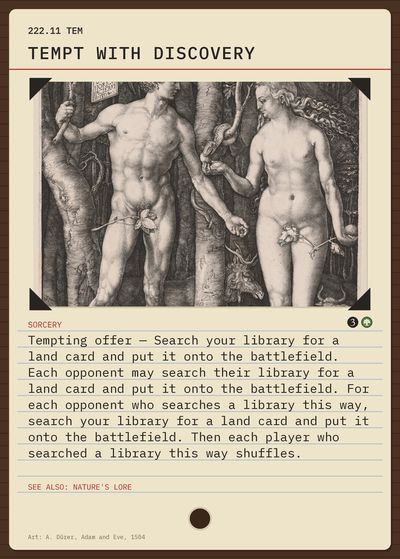 222.11 TEM
TEMPT WITH DISCOVERY
SORCERY
3
Tempting offer — Search your library for a
land card and put it onto the battlefield.
Each opponent may search their library for a
land card and put it onto the battlefield. For
each opponent who searches a library this way,
search your library for a land card and put it
onto the battlefield. Then each player who
searched a library this way shuffles.
SEE ALSO: NATURE'S LORE
Art: A. Dürer, Adam and Eve, 1504